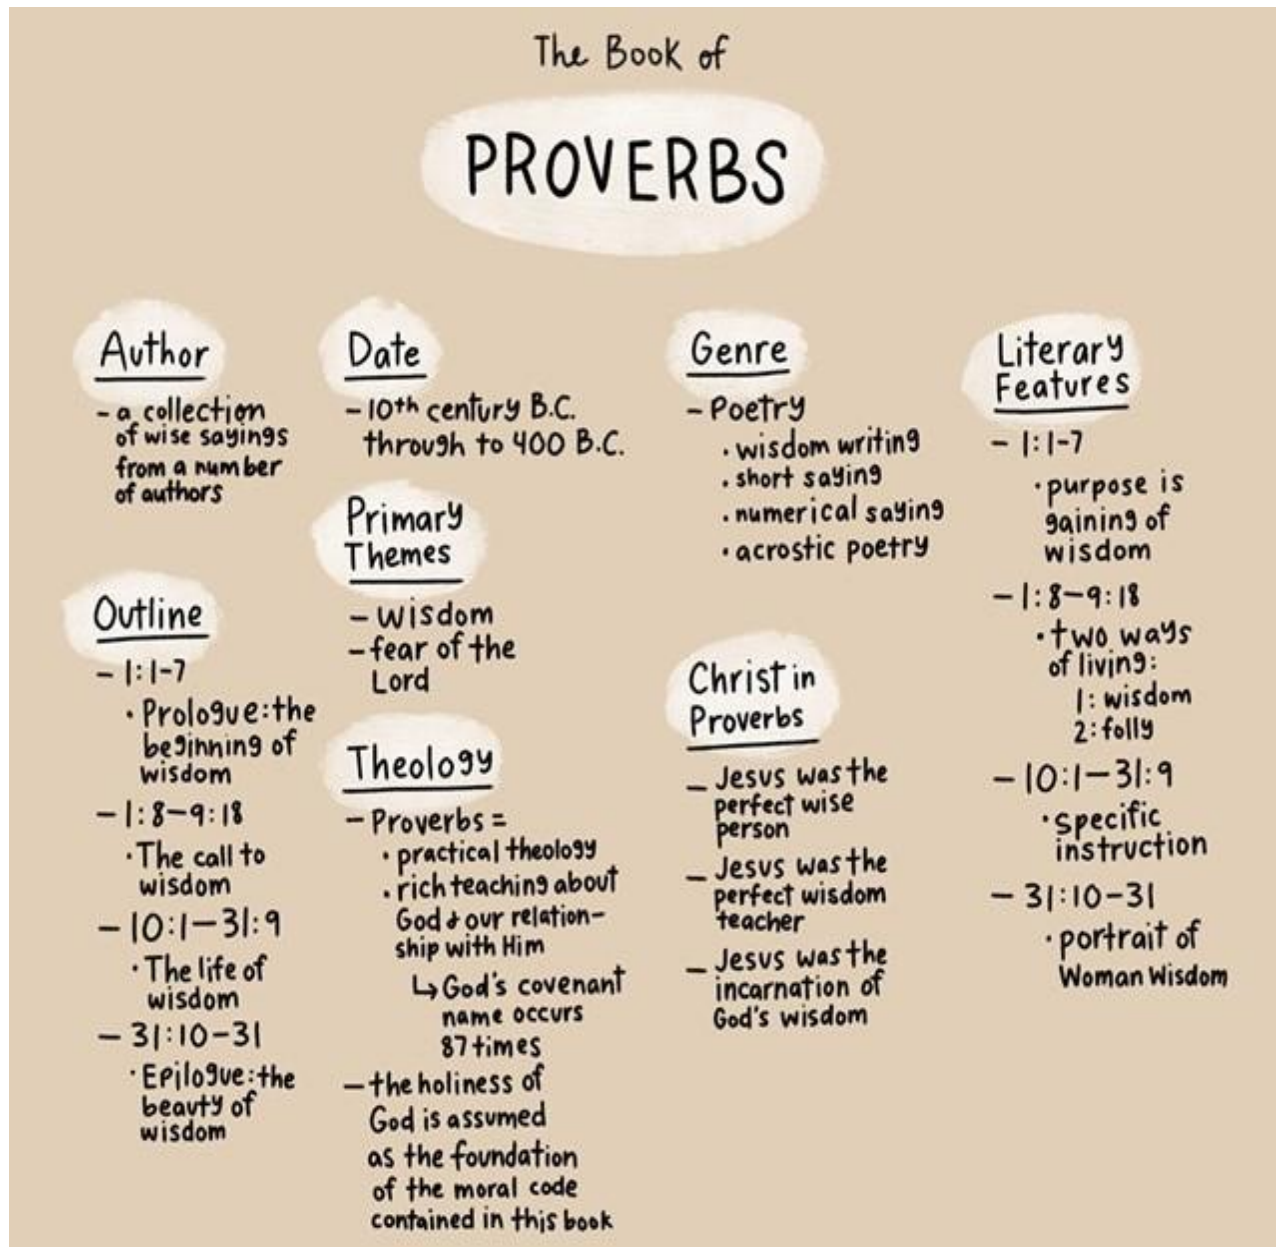 The Book of
PROVERBS
Author
- a collection
of wise sayings
from a number
of authors
Outline
- 1:1-7
· Prologue: the
beginning of
wisdom
- 1:8-9:18
· The call to
wisdom
- 10:1-31:9
· The life of
wisdom
- 31:10-31
· Epilogue: the
beauty of
wisdom
Date
- 10th century B.C.
through to 400 B.C.
Primary
Themes
- wisdom
- fear of the
Lord
Theology
- Proverbs =
· practical theology
· rich teaching about
God & our relation-
ship with Him
↳ God's covenant
name occurs
87 times
- the holiness of
God is assumed
as the foundation
of the moral code
contained in this book
Genre
- Poetry
· wisdom writing
· short saying
· numerical saying
· acrostic poetry
Christ in
Proverbs
- Jesus was the
perfect wise
person
- Jesus was the
perfect wisdom
teacher
- Jesus was the
incarnation of
God's wisdom
Literary
Features
- 1:1-7
· purpose is
gaining of
wisdom
- 1:8-9:18
· two ways
of living:
1: wisdom
2: folly
- 10:1-31:9
· specific
instruction
- 31:10-31
· portrait of
Woman Wisdom